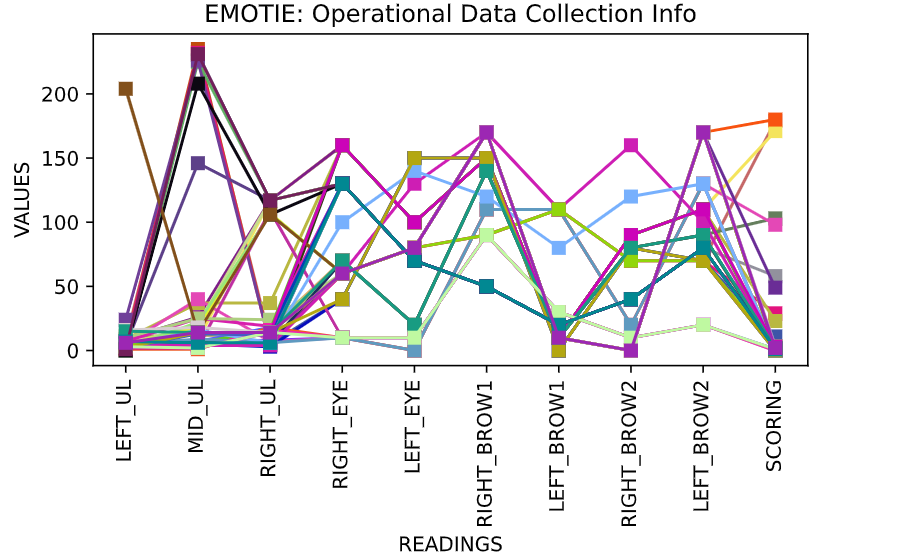 EMOTIE: Operational Data Collection Info
VALUES
200
150
100
50
0
LEFT_UL
MID_UL
RIGHT_UL
RIGHT_EYE
LEFT_EYE
RIGHT_BROW1
LEFT_BROW1
RIGHT_BROW2
LEFT_BROW2
SCORING
READINGS